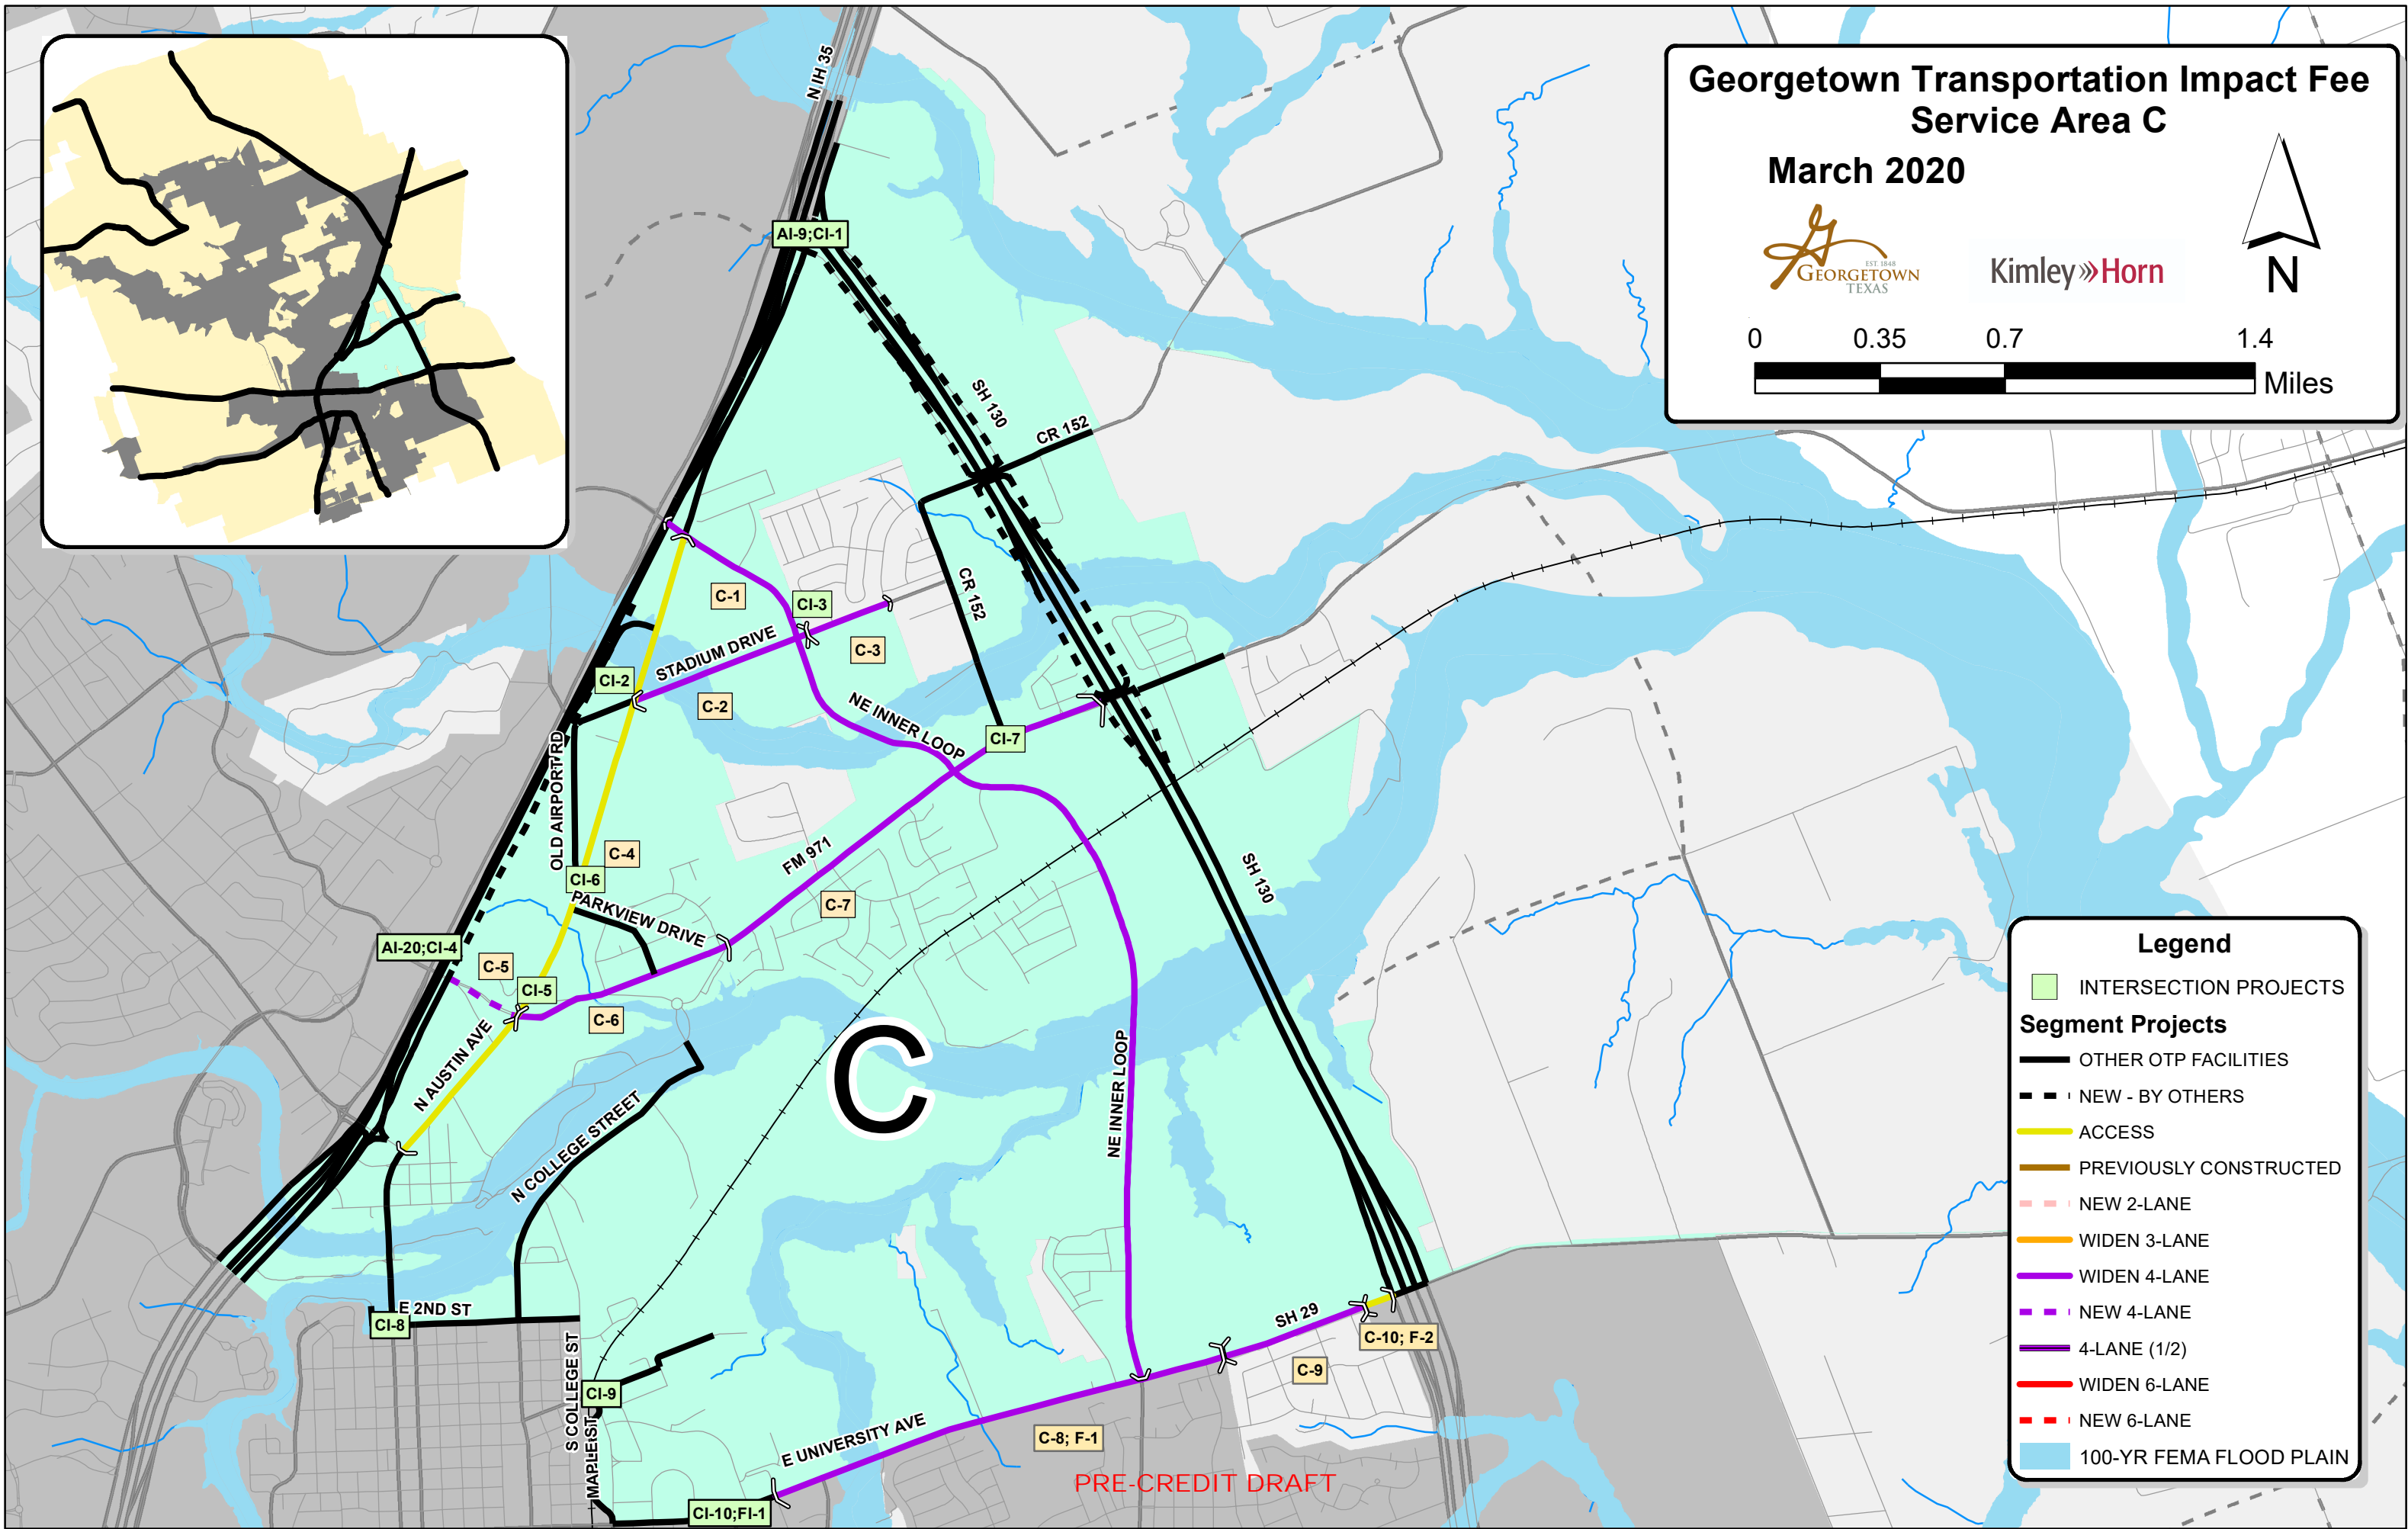 Georgetown Transportation Impact Fee
Service Area C
March 2020
G
EST. 1848
GEORGETOWN
TEXAS
Kimley»Horn
N
0 0.35 0.7 1.4
Miles
N IH 35
AI-9;CI-1
SH 130
CR 152
C-1
CI-3
CR 152
STADIUM DRIVE
C-3
CI-2
C-2
NE INNER LOOP
CI-7
OLD AIRPORT RD
C-4
FM 971
CI-6
SH 130
PARKVIEW DRIVE
C-7
AI-20;CI-4
C-5
CI-5
C-6
N AUSTIN AVE
C
NE INNER LOOP
N COLLEGE STREET
E 2ND ST
CI-8
SH 29
C-10; F-2
S COLLEGE ST
CI-9
C-9
MAPLE ST
E UNIVERSITY AVE
C-8; F-1
CI-10;FI-1
PRE-CREDIT DRAFT
Legend
INTERSECTION PROJECTS
Segment Projects
OTHER OTP FACILITIES
NEW - BY OTHERS
ACCESS
PREVIOUSLY CONSTRUCTED
NEW 2-LANE
WIDEN 3-LANE
WIDEN 4-LANE
NEW 4-LANE
4-LANE (1/2)
WIDEN 6-LANE
NEW 6-LANE
100-YR FEMA FLOOD PLAIN